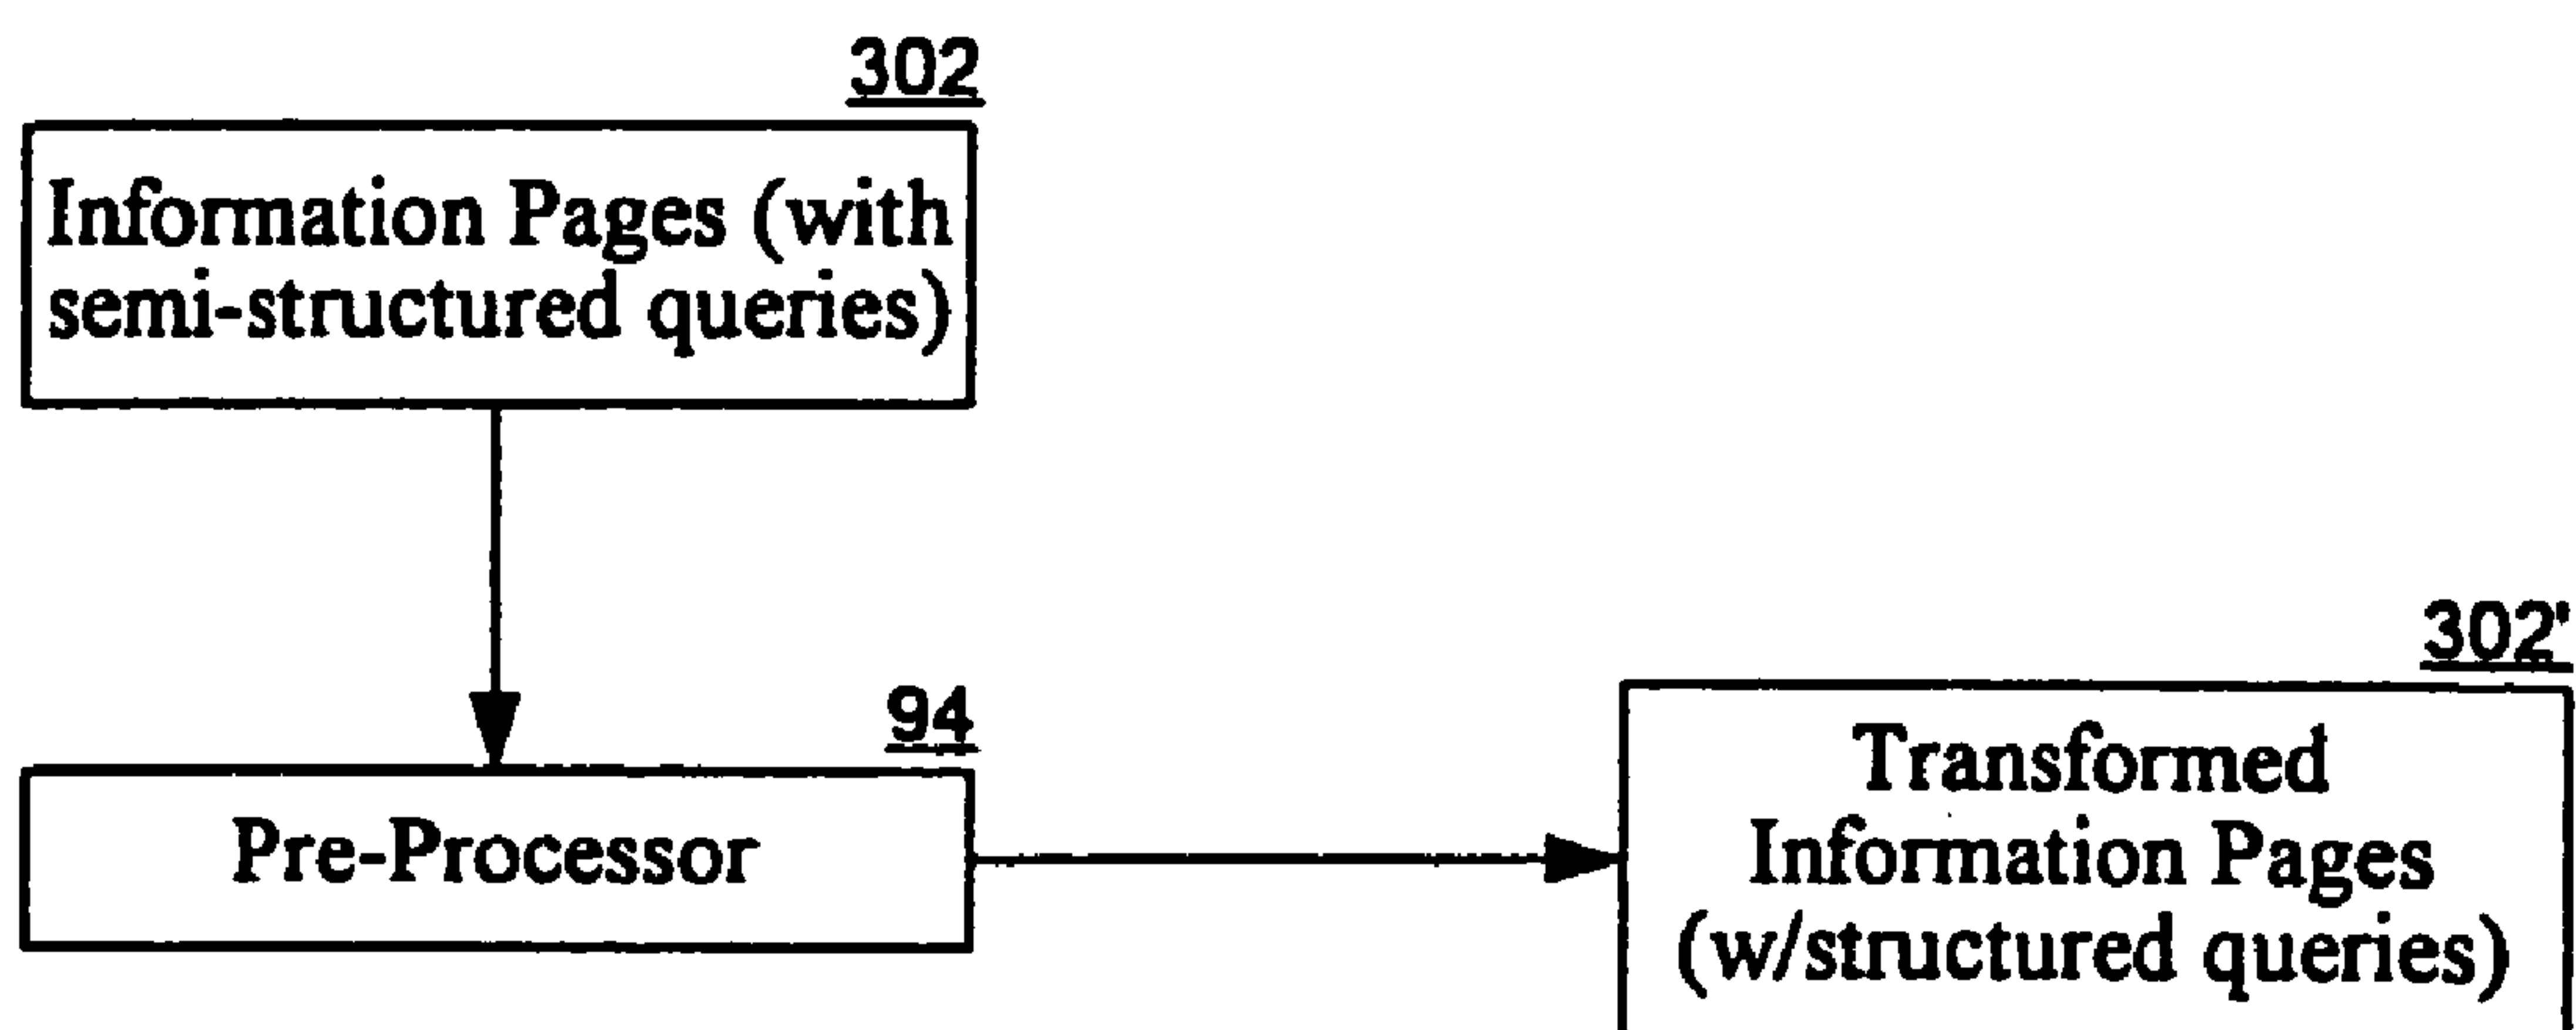 302
Information Pages (with
semi-structured queries)
94
Pre-Processor
302'
Transformed
Information Pages
(w/structured queries)